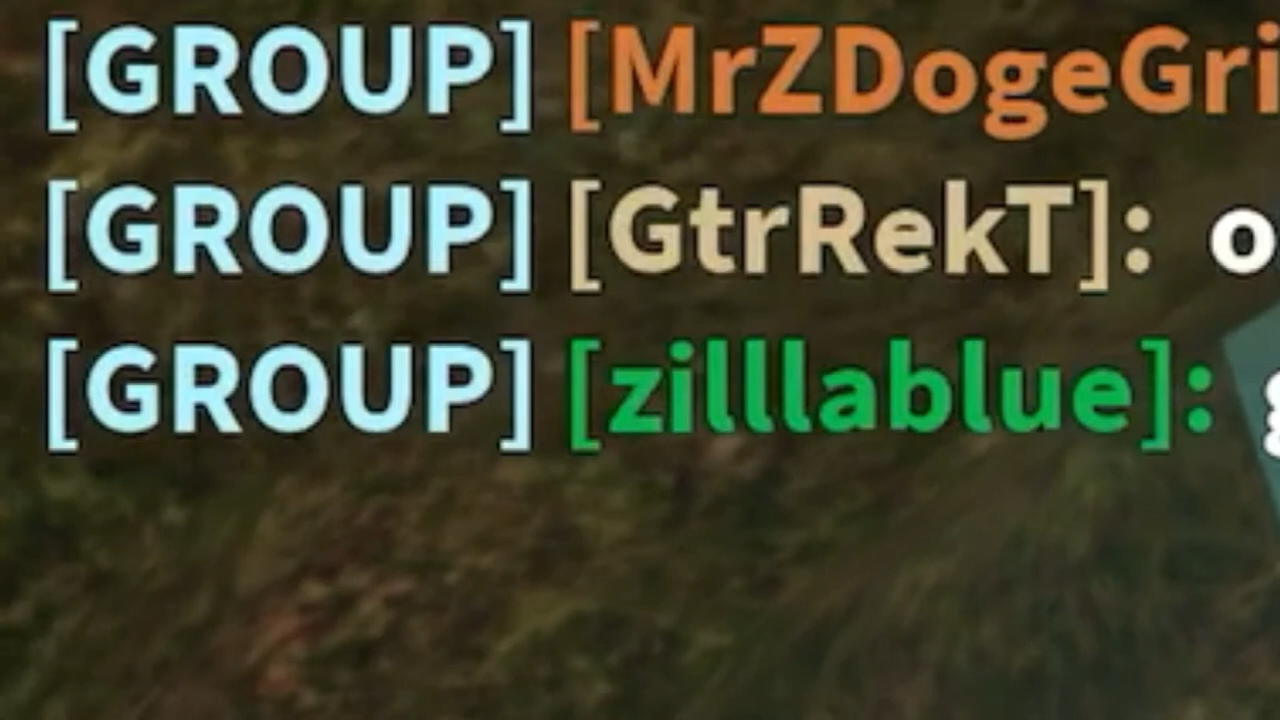 [GROUP] [MrZDogeGri
[GROUP] [GtrRekT]: o
[GROUP] [zilllablue]: g